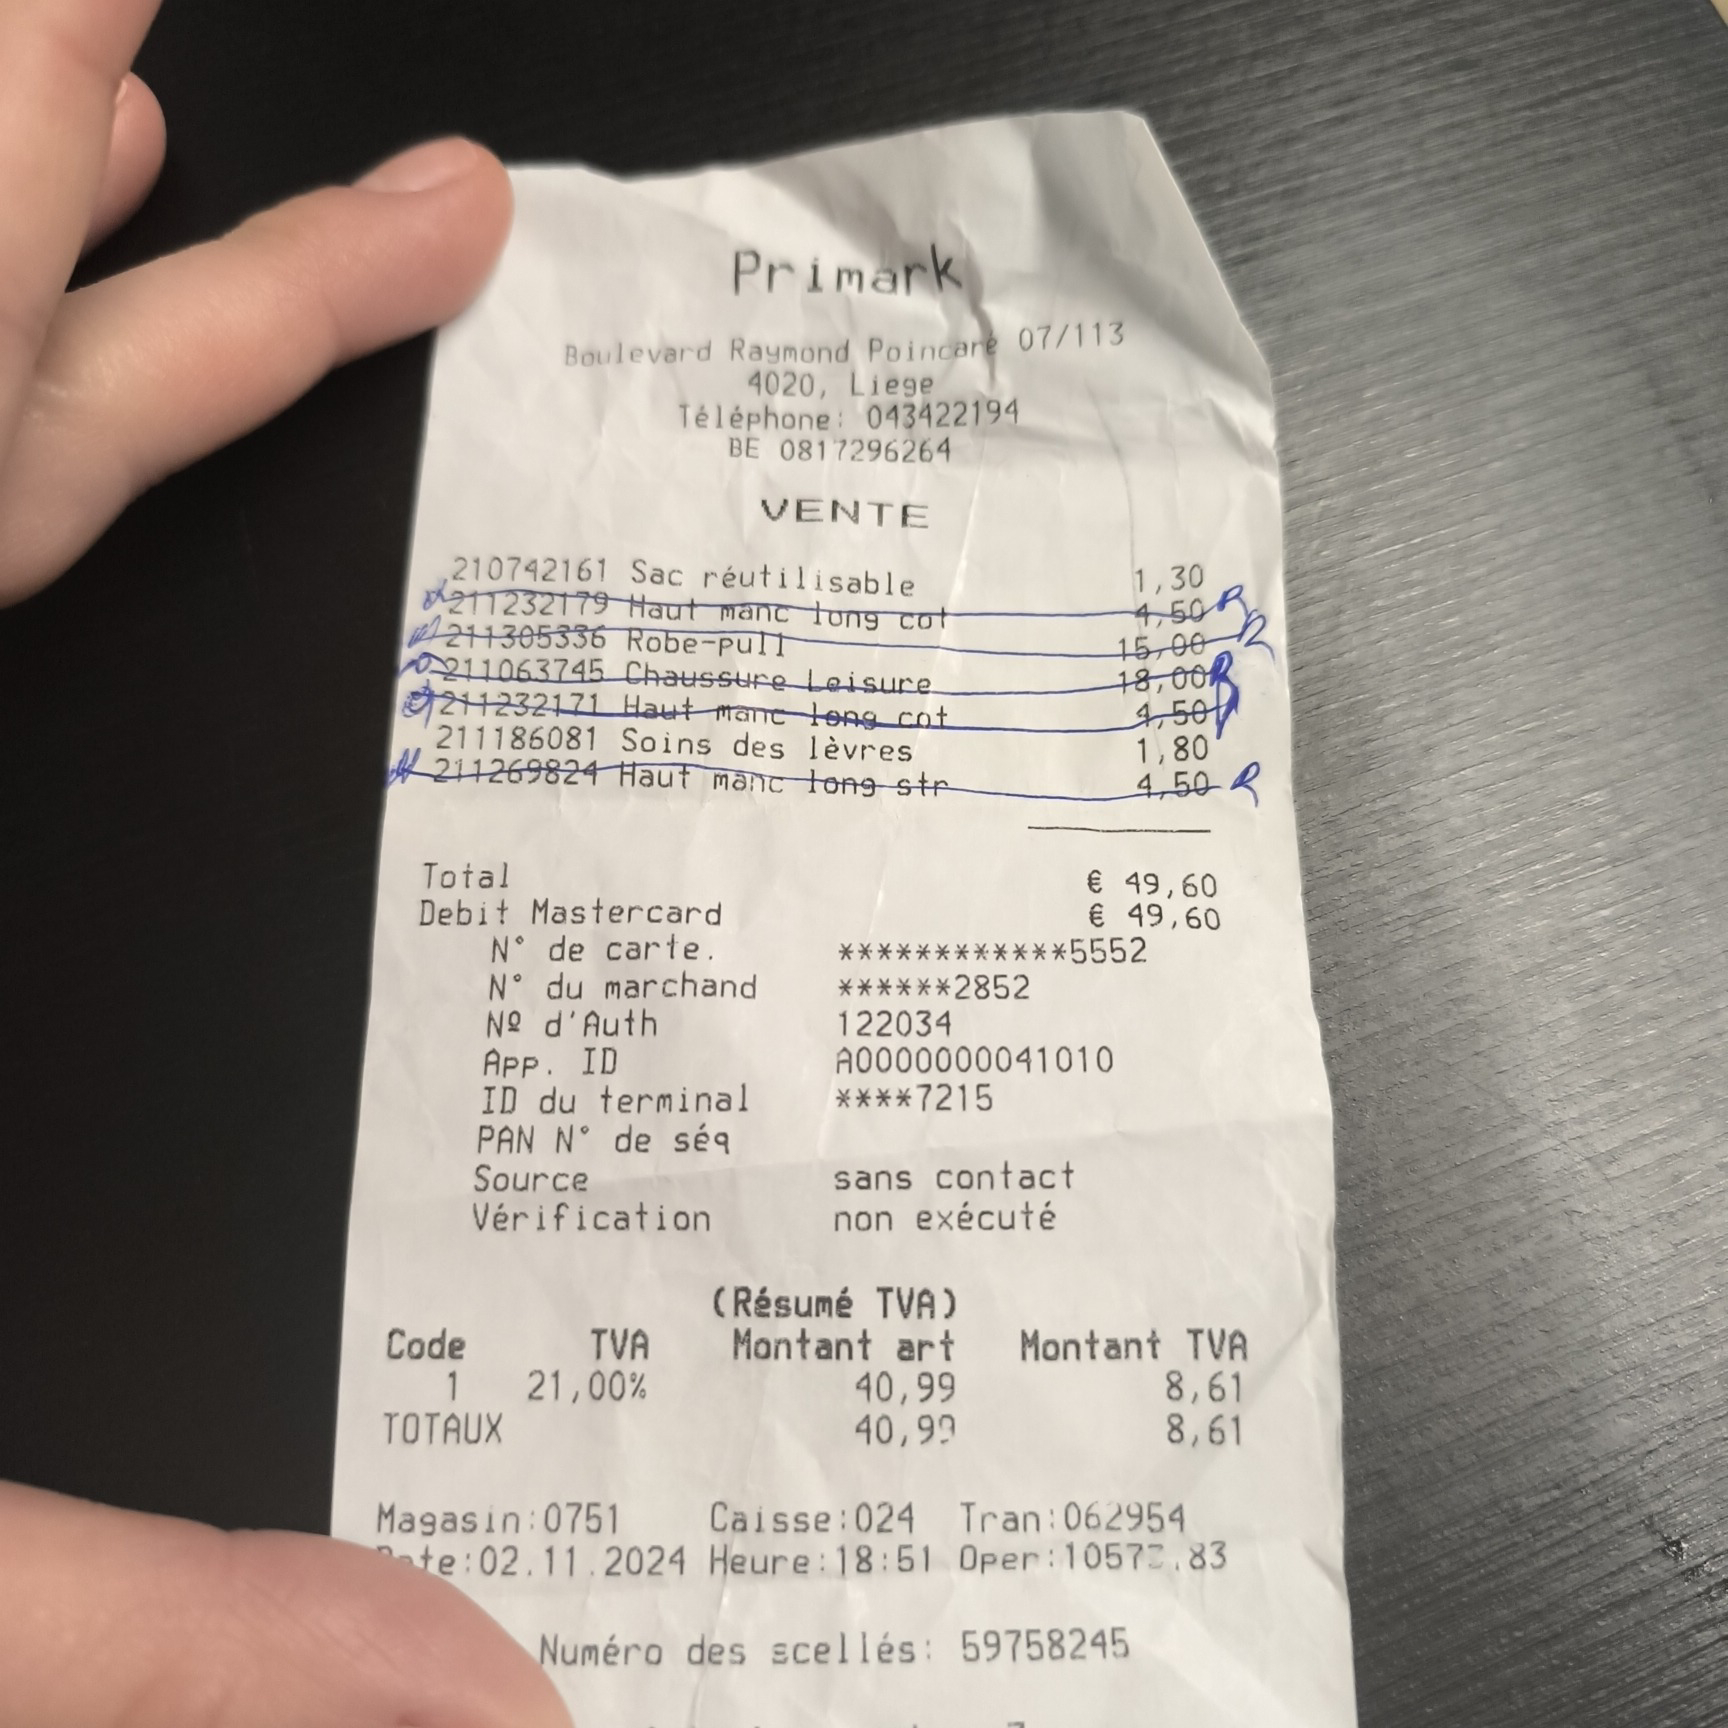 Primark
Boulevard Raymond Poincaré 07/113
4020, Liege
Téléphone: 043422194
BE 0817296264
VENTE
210742161 Sac réutilisable 1,30
211232179 Haut manc long cot 4,50 R
211305336 Robe-pull 15,00 R
211063745 Chaussure Leisure 18,00 R
211232171 Haut manc long cot 4,50
211186081 Soins des lèvres 1,80
211269824 Haut manc long str 4,50 R
Total € 49,60
Debit Mastercard € 49,60
N° de carte. ************5552
N° du marchand ******2852
Nº d'Auth 122034
App. ID A0000000041010
ID du terminal ****7215
PAN N° de séq
Source sans contact
Vérification non exécuté
(Résumé TVA)
Code TVA Montant art Montant TVA
1 21,00% 40,99 8,61
TOTAUX 40,99 8,61
Magasin:0751 Caisse:024 Tran:062954
Date:02.11.2024 Heure:18:51
Numéro des scellés: 59758245